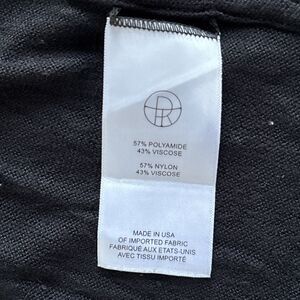 57% POLYAMIDE
43% VISCOSE
57% NYLON
43% VISCOSE
MADE IN USA
OF IMPORTED FABRIC
FABRIQUÉ AUX ETATS-UNIS
AVEC TISSU IMPORTÉ